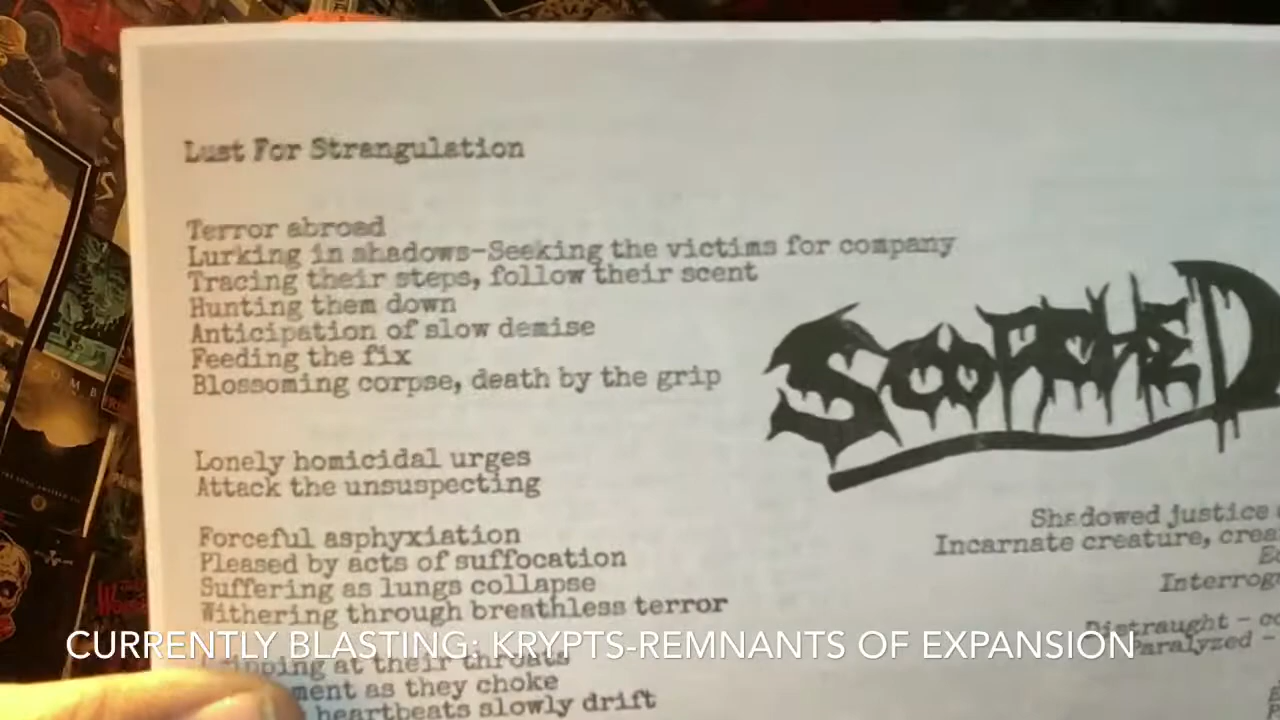 Lust For Strangulation
Terror abroad
Lurking in shadows-Seeking the victims for company
Tracing their steps, follow their scent
Hunting them down
Anticipation of slow demise
Feeding the fix
Blossoming corpse, death by the grip
Lonely homicidal urges
Attack the unsuspecting
Forceful asphyxiation
Pleased by acts of suffocation
Suffering as lungs collapse
Withering through breathless terror
at their throats
as they choke
heartbeats slowly drift
SCORCHED
Shadowed justice
Incarnate creature,
Distraught -
Paralyzed -
CURRENTLY BLASTING: KRYPTS-REMNANTS OF EXPANSION